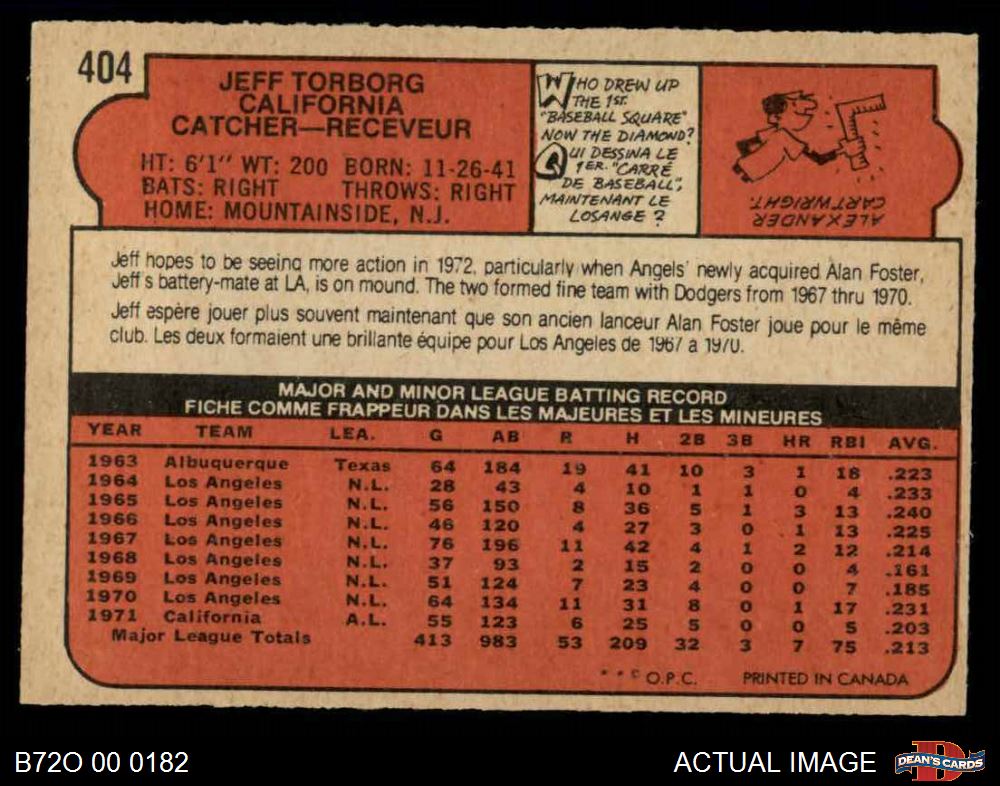 404
JEFF TORBORG
CALIFORNIA
CATCHER—RECEVEUR
HT: 6'1" WT: 200 BORN: 11-26-41
BATS: RIGHT THROWS: RIGHT
HOME: MOUNTAINSIDE, N.J.
WHO DREW UP
THE 1ST.
"BASEBALL SQUARE"
NOW THE DIAMOND?
QUI DESSINA LE
1ER. "CARRÉ
DE BASEBALL",
MAINTENANT LE
LOSANGE ?
ALEXANDER
CARTWRIGHT.
Jeff hopes to be seeing more action in 1972, particularly when Angels' newly acquired Alan Foster,
Jeff's battery-mate at LA, is on mound. The two formed fine team with Dodgers from 1967 thru 1970.
Jeff espère jouer plus souvent maintenant que son ancien lanceur Alan Foster joue pour le même
club. Les deux formaient une brillante équipe pour Los Angeles de 1967 à 1970.
MAJOR AND MINOR LEAGUE BATTING RECORD
FICHE COMME FRAPPEUR DANS LES MAJEURES ET LES MINEURES
YEAR TEAM LEA. G AB R H 2B 3B HR RBI AVG.
1963 Albuquerque Texas 64 184 19 41 10 3 1 18 .223
1964 Los Angeles N.L. 28 43 4 10 1 1 0 4 .233
1965 Los Angeles N.L. 56 150 8 36 5 1 3 13 .240
1966 Los Angeles N.L. 46 120 4 27 3 0 1 13 .225
1967 Los Angeles N.L. 76 196 11 42 4 1 2 12 .214
1968 Los Angeles N.L. 37 93 2 15 2 0 0 4 .161
1969 Los Angeles N.L. 51 124 7 23 4 0 0 7 .185
1970 Los Angeles N.L. 64 134 11 31 8 0 1 17 .231
1971 California A.L. 55 123 6 25 5 0 0 5 .203
Major League Totals 413 983 53 209 32 3 7 75 .213
* * © O.P.C. PRINTED IN CANADA
B72O 00 0182 ACTUAL IMAGE
DEAN'S CARDS